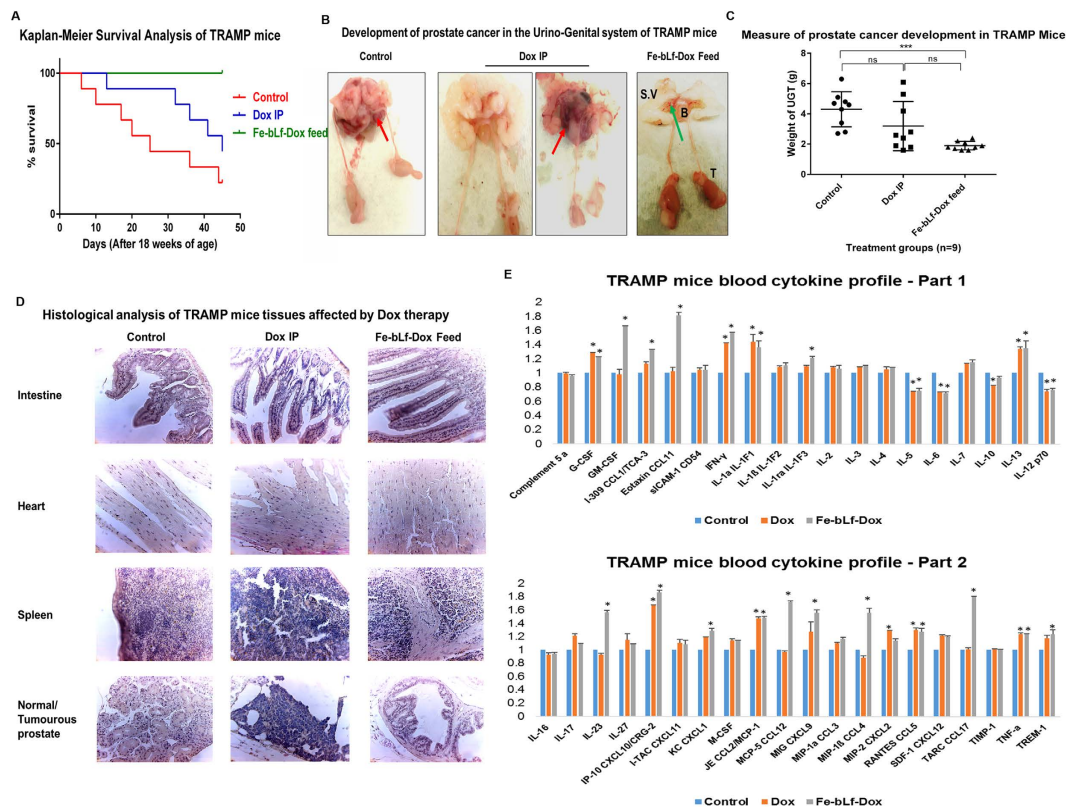 A
Kaplan-Meier Survival Analysis of TRAMP mice
100
50
0
% survival
0 10 20 30 40 50
Days (After 18 weeks of age)
Control
Dox IP
Fe-bLf-Dox feed
B
Development of prostate cancer in the Urino-Genital system of TRAMP mice
Control
Dox IP
Fe-bLf-Dox Feed
S.V
B
T
C
Measure of prostate cancer development in TRAMP Mice
***
ns
ns
8
6
4
2
0
Weight of UGT (g)
Control
Dox IP
Fe-bLf-Dox feed
Treatment groups (n=9)
D
Histological analysis of TRAMP mice tissues affected by Dox therapy
Control
Dox IP
Fe-bLf-Dox Feed
Intestine
Heart
Spleen
Normal/
Tumourous
prostate
E
TRAMP mice blood cytokine profile - Part 1
2
1.8
1.6
1.4
1.2
1
0.8
0.6
0.4
0.2
0
* * * * * * * * * * * * * * * * * * * *
Complement 5a
G-CSF
GM-CSF
I-309 CCL1/TCA-3
Eotaxin CCL11
sICAM-1 CD54
IFN-γ
IL-1a IL-1F1
IL-1ß IL-1F2
IL-1ra IL-1F3
IL-2
IL-3
IL-4
IL-5
IL-6
IL-7
IL-10
IL-13
IL-12 p70
Control
Dox
Fe-bLf-Dox
TRAMP mice blood cytokine profile - Part 2
2
1.8
1.6
1.4
1.2
1
0.8
0.6
0.4
0.2
0
* * * * * * * * * * * * * * * *
IL-16
IL-17
IL-23
IL-27
IP-10 CXCL10/CRG-2
I-TAC CXCL11
KC CXCL1
M-CSF
JE CCL2/MCP-1
MCP-5 CCL12
MIG CXCL9
MIP-1a CCL3
MIP-1ß CCL4
MIP-2 CXCL2
RANTES CCL5
SDF-1 CXCL12
TARC CCL17
TIMP-1
TNF-a
TREM-1
Control
Dox
Fe-bLf-Dox